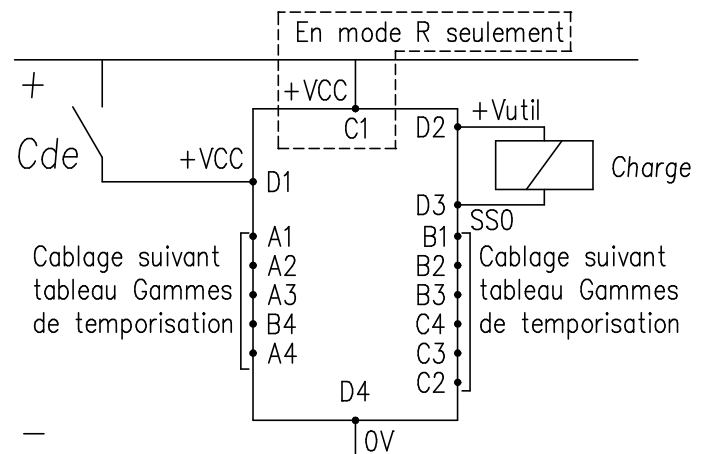 En mode R seulement
+
+VCC
C1
D2
+Vutil
Cde
+VCC
D1
Charge
D3
SS0
A1
A2
A3
B4
A4
Cablage suivant
tableau Gammes
de temporisation
B1
B2
B3
C4
C3
C2
Cablage suivant
tableau Gammes
de temporisation
D4
0V
−